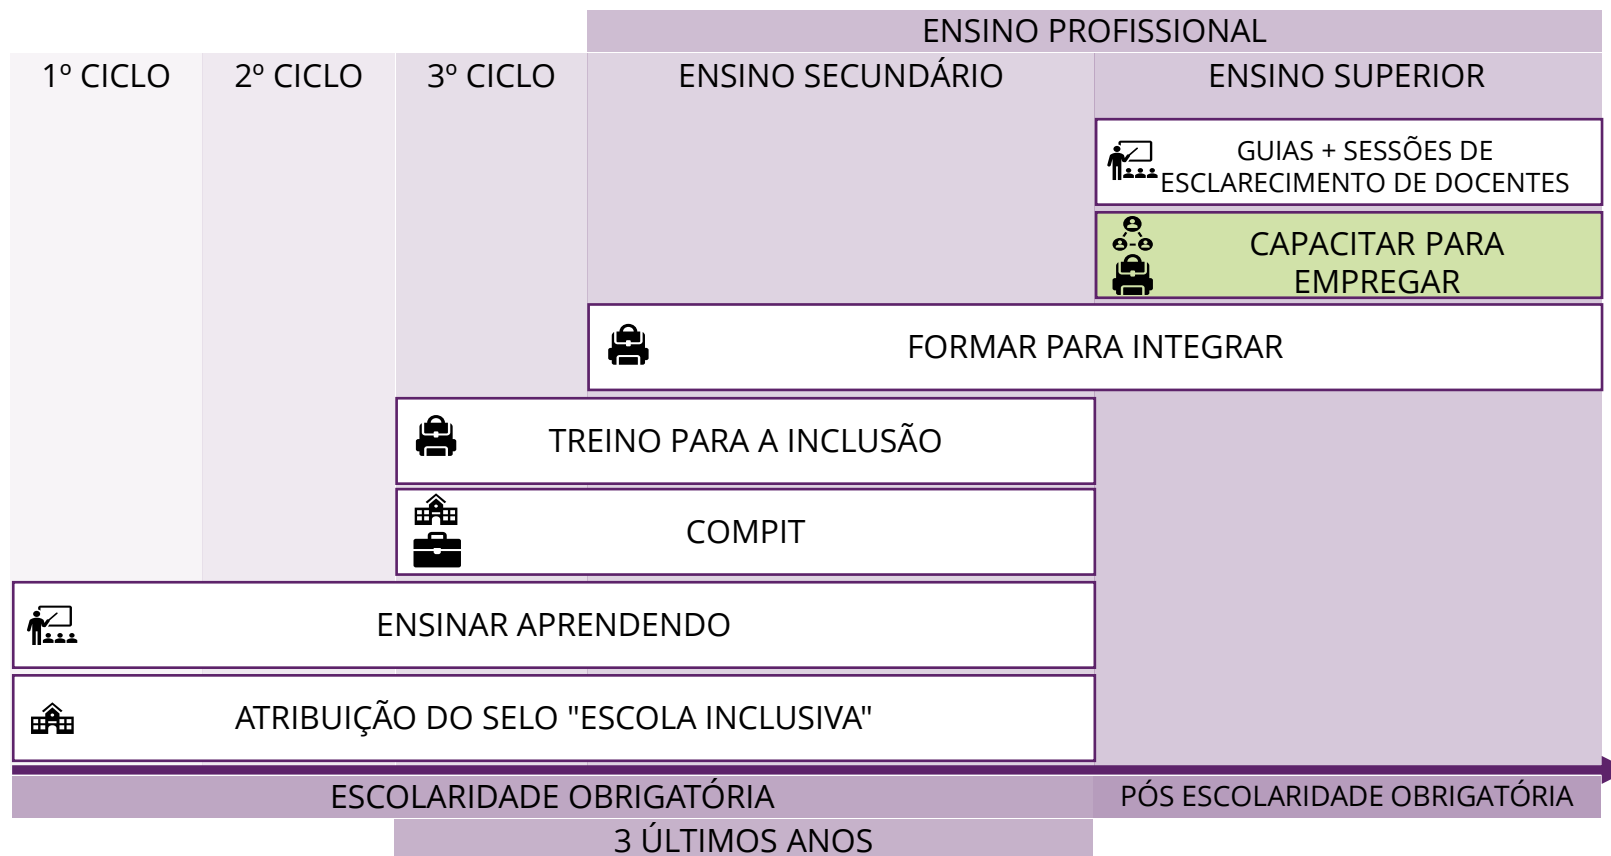 ENSINO PROFISSIONAL
1º CICLO
2º CICLO
3º CICLO
ENSINO SECUNDÁRIO
ENSINO SUPERIOR
GUIAS + SESSÕES DE
ESCLARECIMENTO DE DOCENTES
CAPACITAR PARA
EMPREGAR
FORMAR PARA INTEGRAR
TREINO PARA A INCLUSÃO
COMPIT
ENSINAR APRENDENDO
ATRIBUIÇÃO DO SELO "ESCOLA INCLUSIVA"
ESCOLARIDADE OBRIGATÓRIA
PÓS ESCOLARIDADE OBRIGATÓRIA
3 ÚLTIMOS ANOS